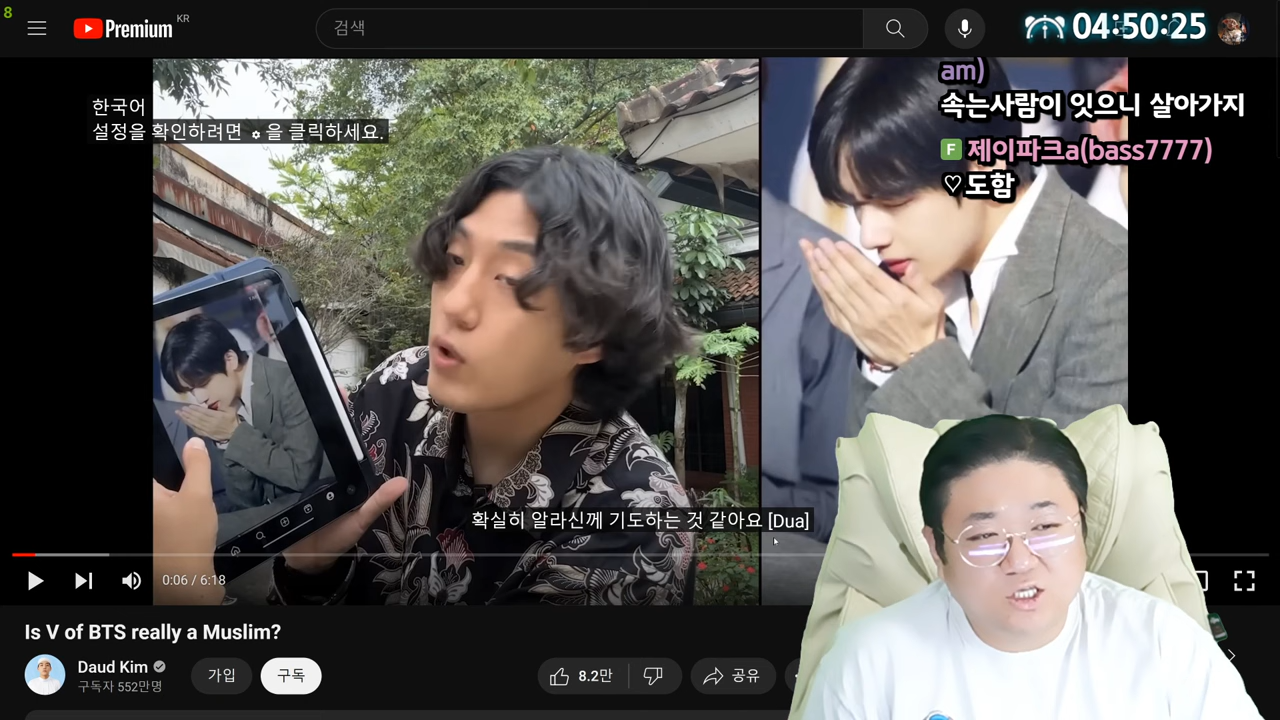 8
Premium KR
검색
04:50:25
am)
속는사람이 잇으니 살아가지
F 제이파크a(bass7777)
♡도함
한국어
설정을 확인하려면 ⚙ 을 클릭하세요.
확실히 알라신께 기도하는 것 같아요 [Dua]
0:06 / 6:18
Is V of BTS really a Muslim?
Daud Kim
구독자 552만명
가입
구독
8.2만
공유